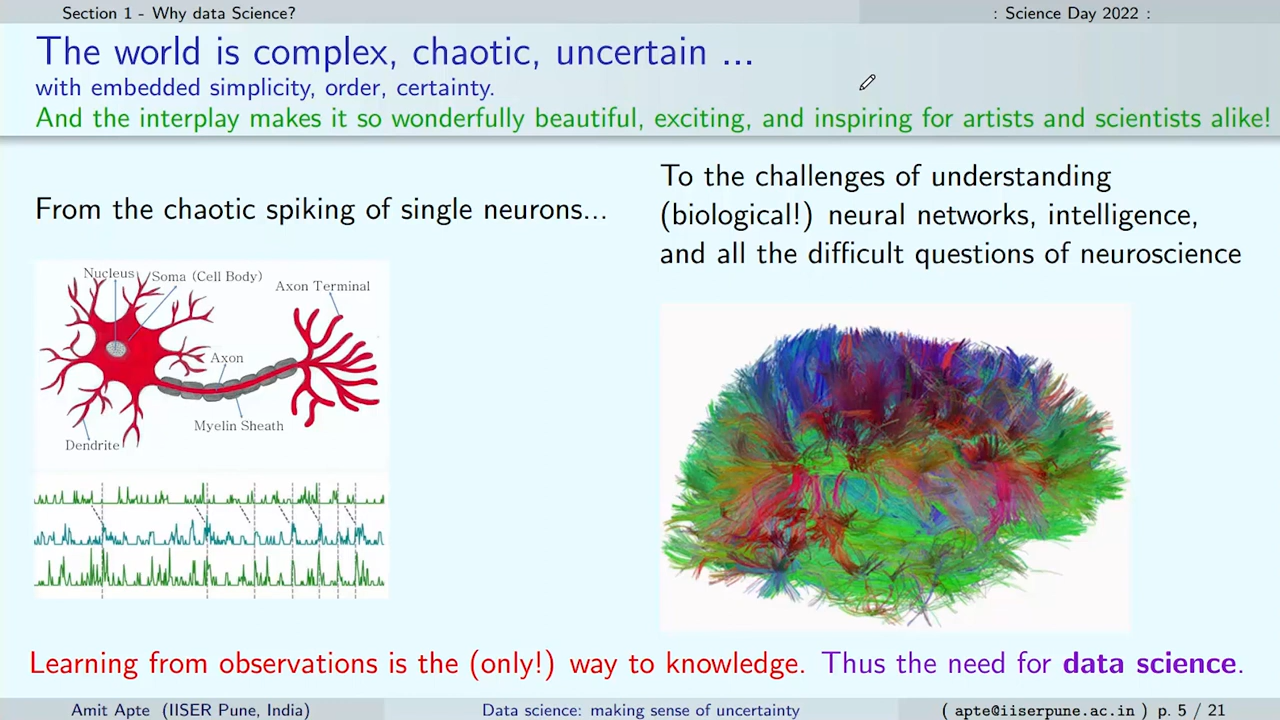 Section 1 - Why data Science?
: Science Day 2022 :
The world is complex, chaotic, uncertain ...
with embedded simplicity, order, certainty.
And the interplay makes it so wonderfully beautiful, exciting, and inspiring for artists and scientists alike!
From the chaotic spiking of single neurons...
Nucleus
Soma (Cell Body)
Axon Terminal
Axon
Myelin Sheath
Dendrite
To the challenges of understanding
(biological!) neural networks, intelligence,
and all the difficult questions of neuroscience
Learning from observations is the (only!) way to knowledge. Thus the need for data science.
Amit Apte (IISER Pune, India)
Data science: making sense of uncertainty
( apte@iiserpune.ac.in ) p. 5 / 21